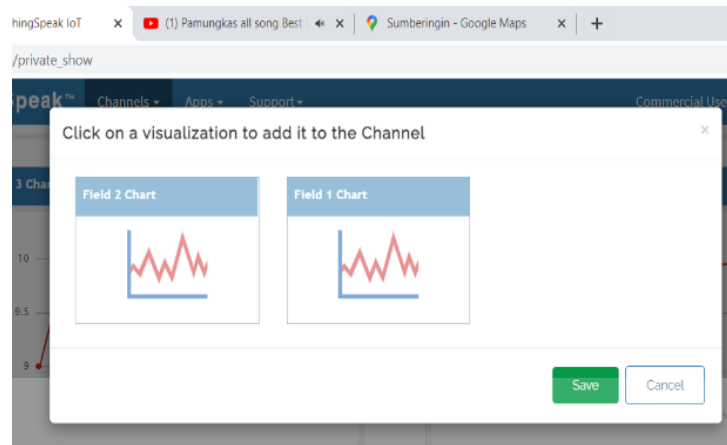 hingSpeak IoT
(1) Pamungkas all song Best
Sumberingin - Google Maps
/private_show
peak™ Channels Apps Support Commercial Use
Click on a visualization to add it to the Channel
×
3 Char
Field 2 Chart Field 1 Chart
10
9.5
9
Save Cancel